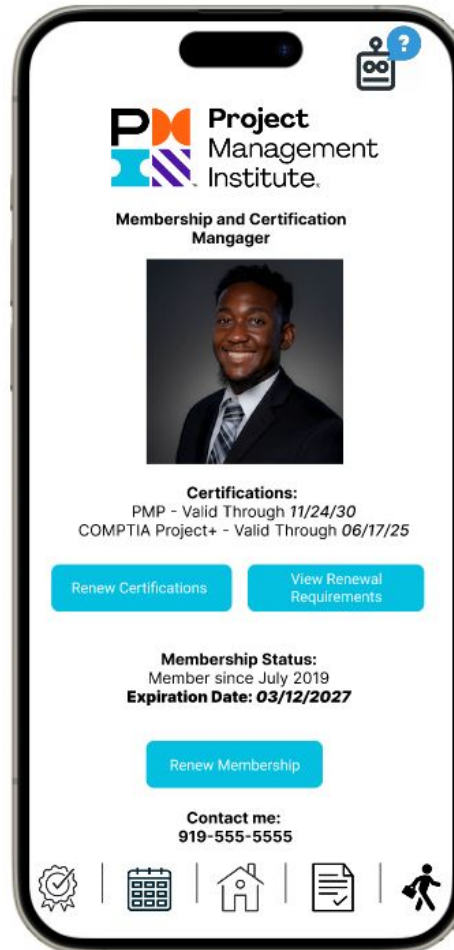 ?
PM
Project
Management
Institute.
Membership and Certification
Mangager
Certifications:
PMP - Valid Through 11/24/30
COMPTIA Project+ - Valid Through 06/17/25
Renew Certifications
View Renewal
Requirements
Membership Status:
Member since July 2019
Expiration Date: 03/12/2027
Renew Membership
Contact me:
919-555-5555